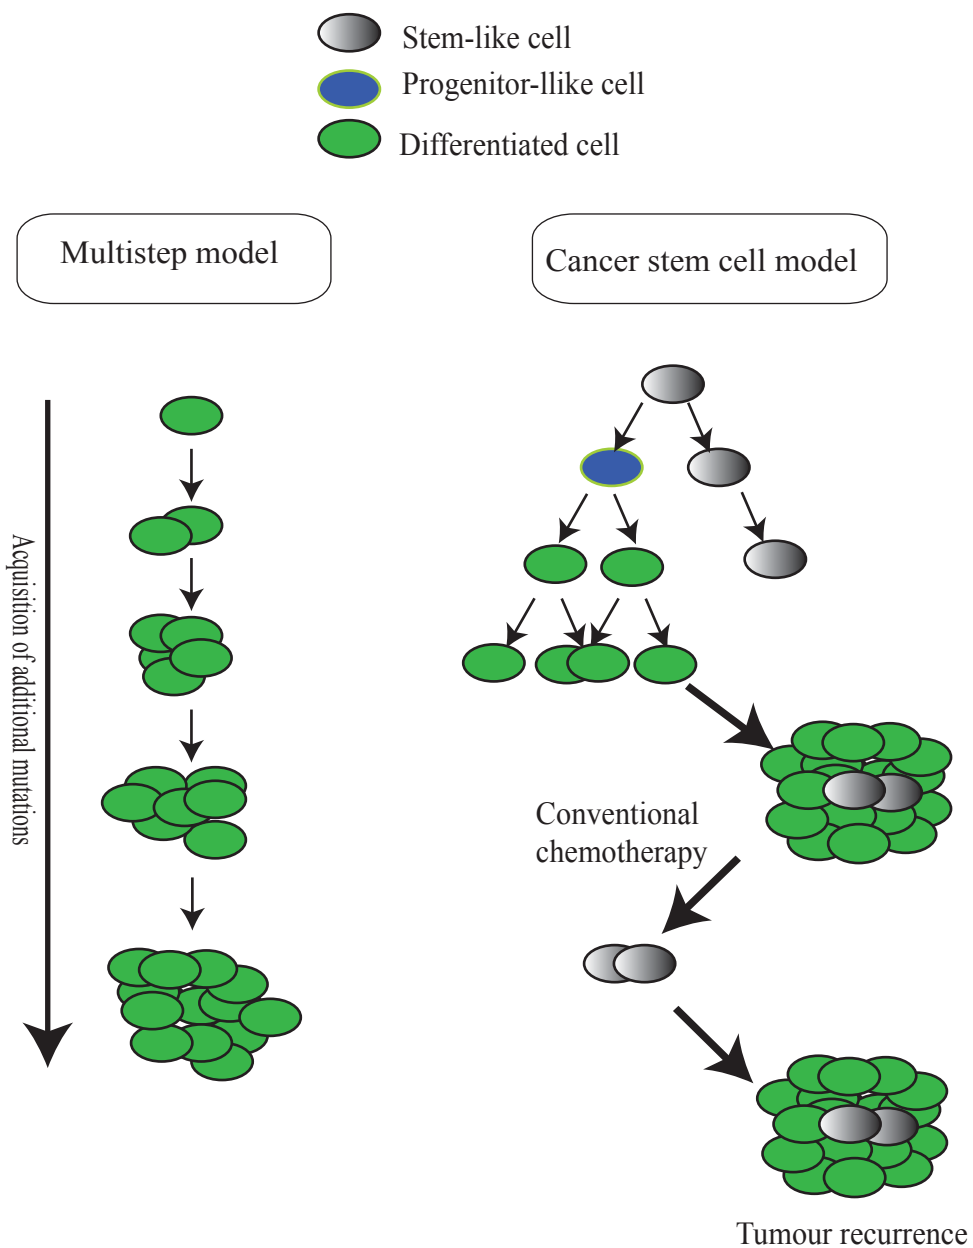 Stem-like cell
Progenitor-llike cell
Differentiated cell
Multistep model
Cancer stem cell model
Acquisition of additional mutations
Conventional
chemotherapy
Tumour recurrence